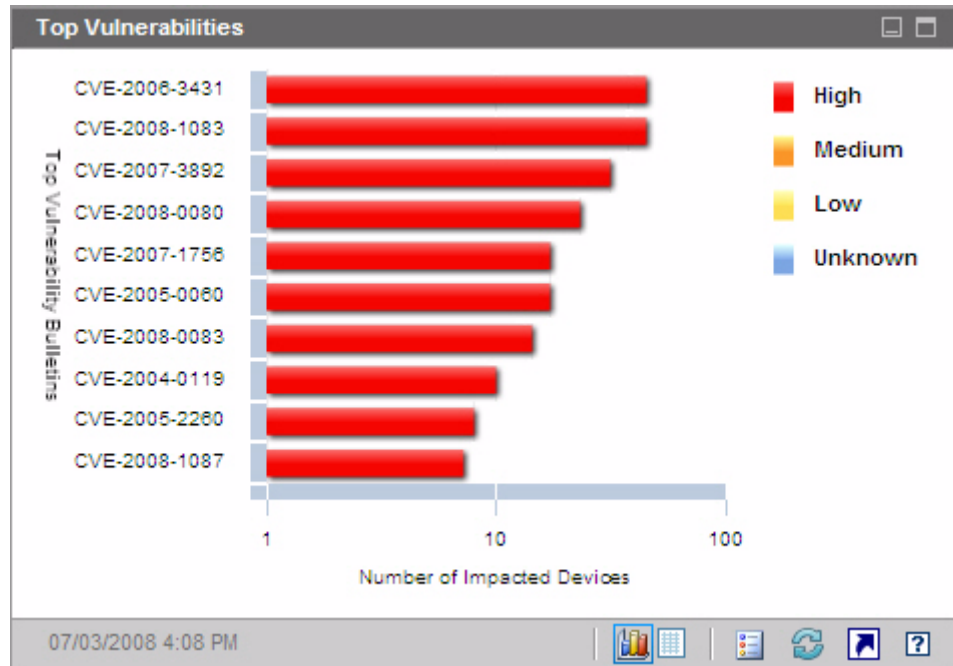 Top Vulnerabilities
CVE-2006-3431
CVE-2008-1083
CVE-2007-3892
CVE-2008-0080
CVE-2007-1756
CVE-2005-0060
CVE-2008-0083
CVE-2004-0119
CVE-2005-2260
CVE-2008-1087
Top Vulnerability Bulletins
1 10 100
Number of Impacted Devices
High
Medium
Low
Unknown
07/03/2008 4:08 PM
?